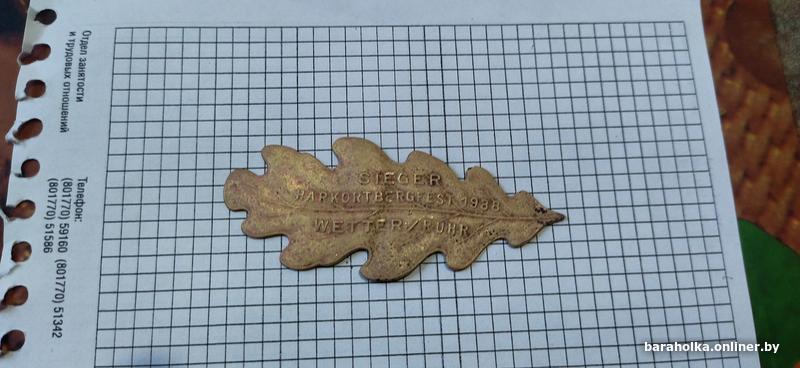 Отдел занятости
и трудовых отношений
Телефон:
(801770) 59160 (801770) 51342
(801770) 51586
SIEGER
HARKORTBERGFEST 1938
WETTER/RUHR
baraholka.onliner.by